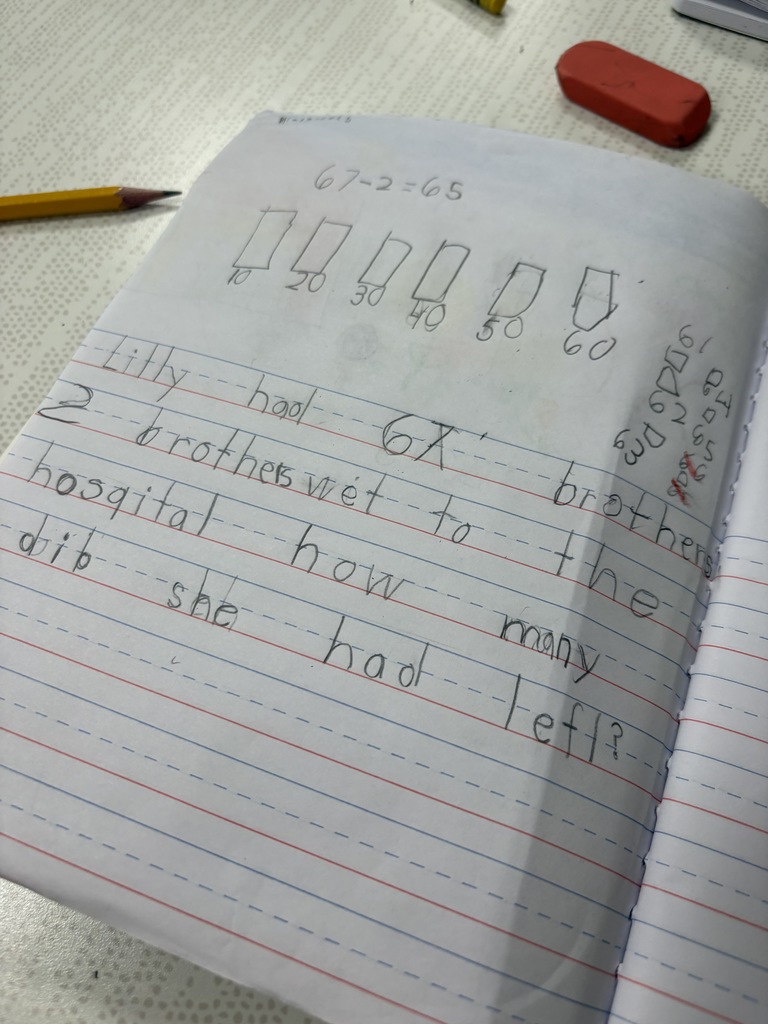 67-2=65
10 20 30 40 50 60
Lilly had 67 brothers
2 brothers wet to the
hosqital how many
dib she had left?